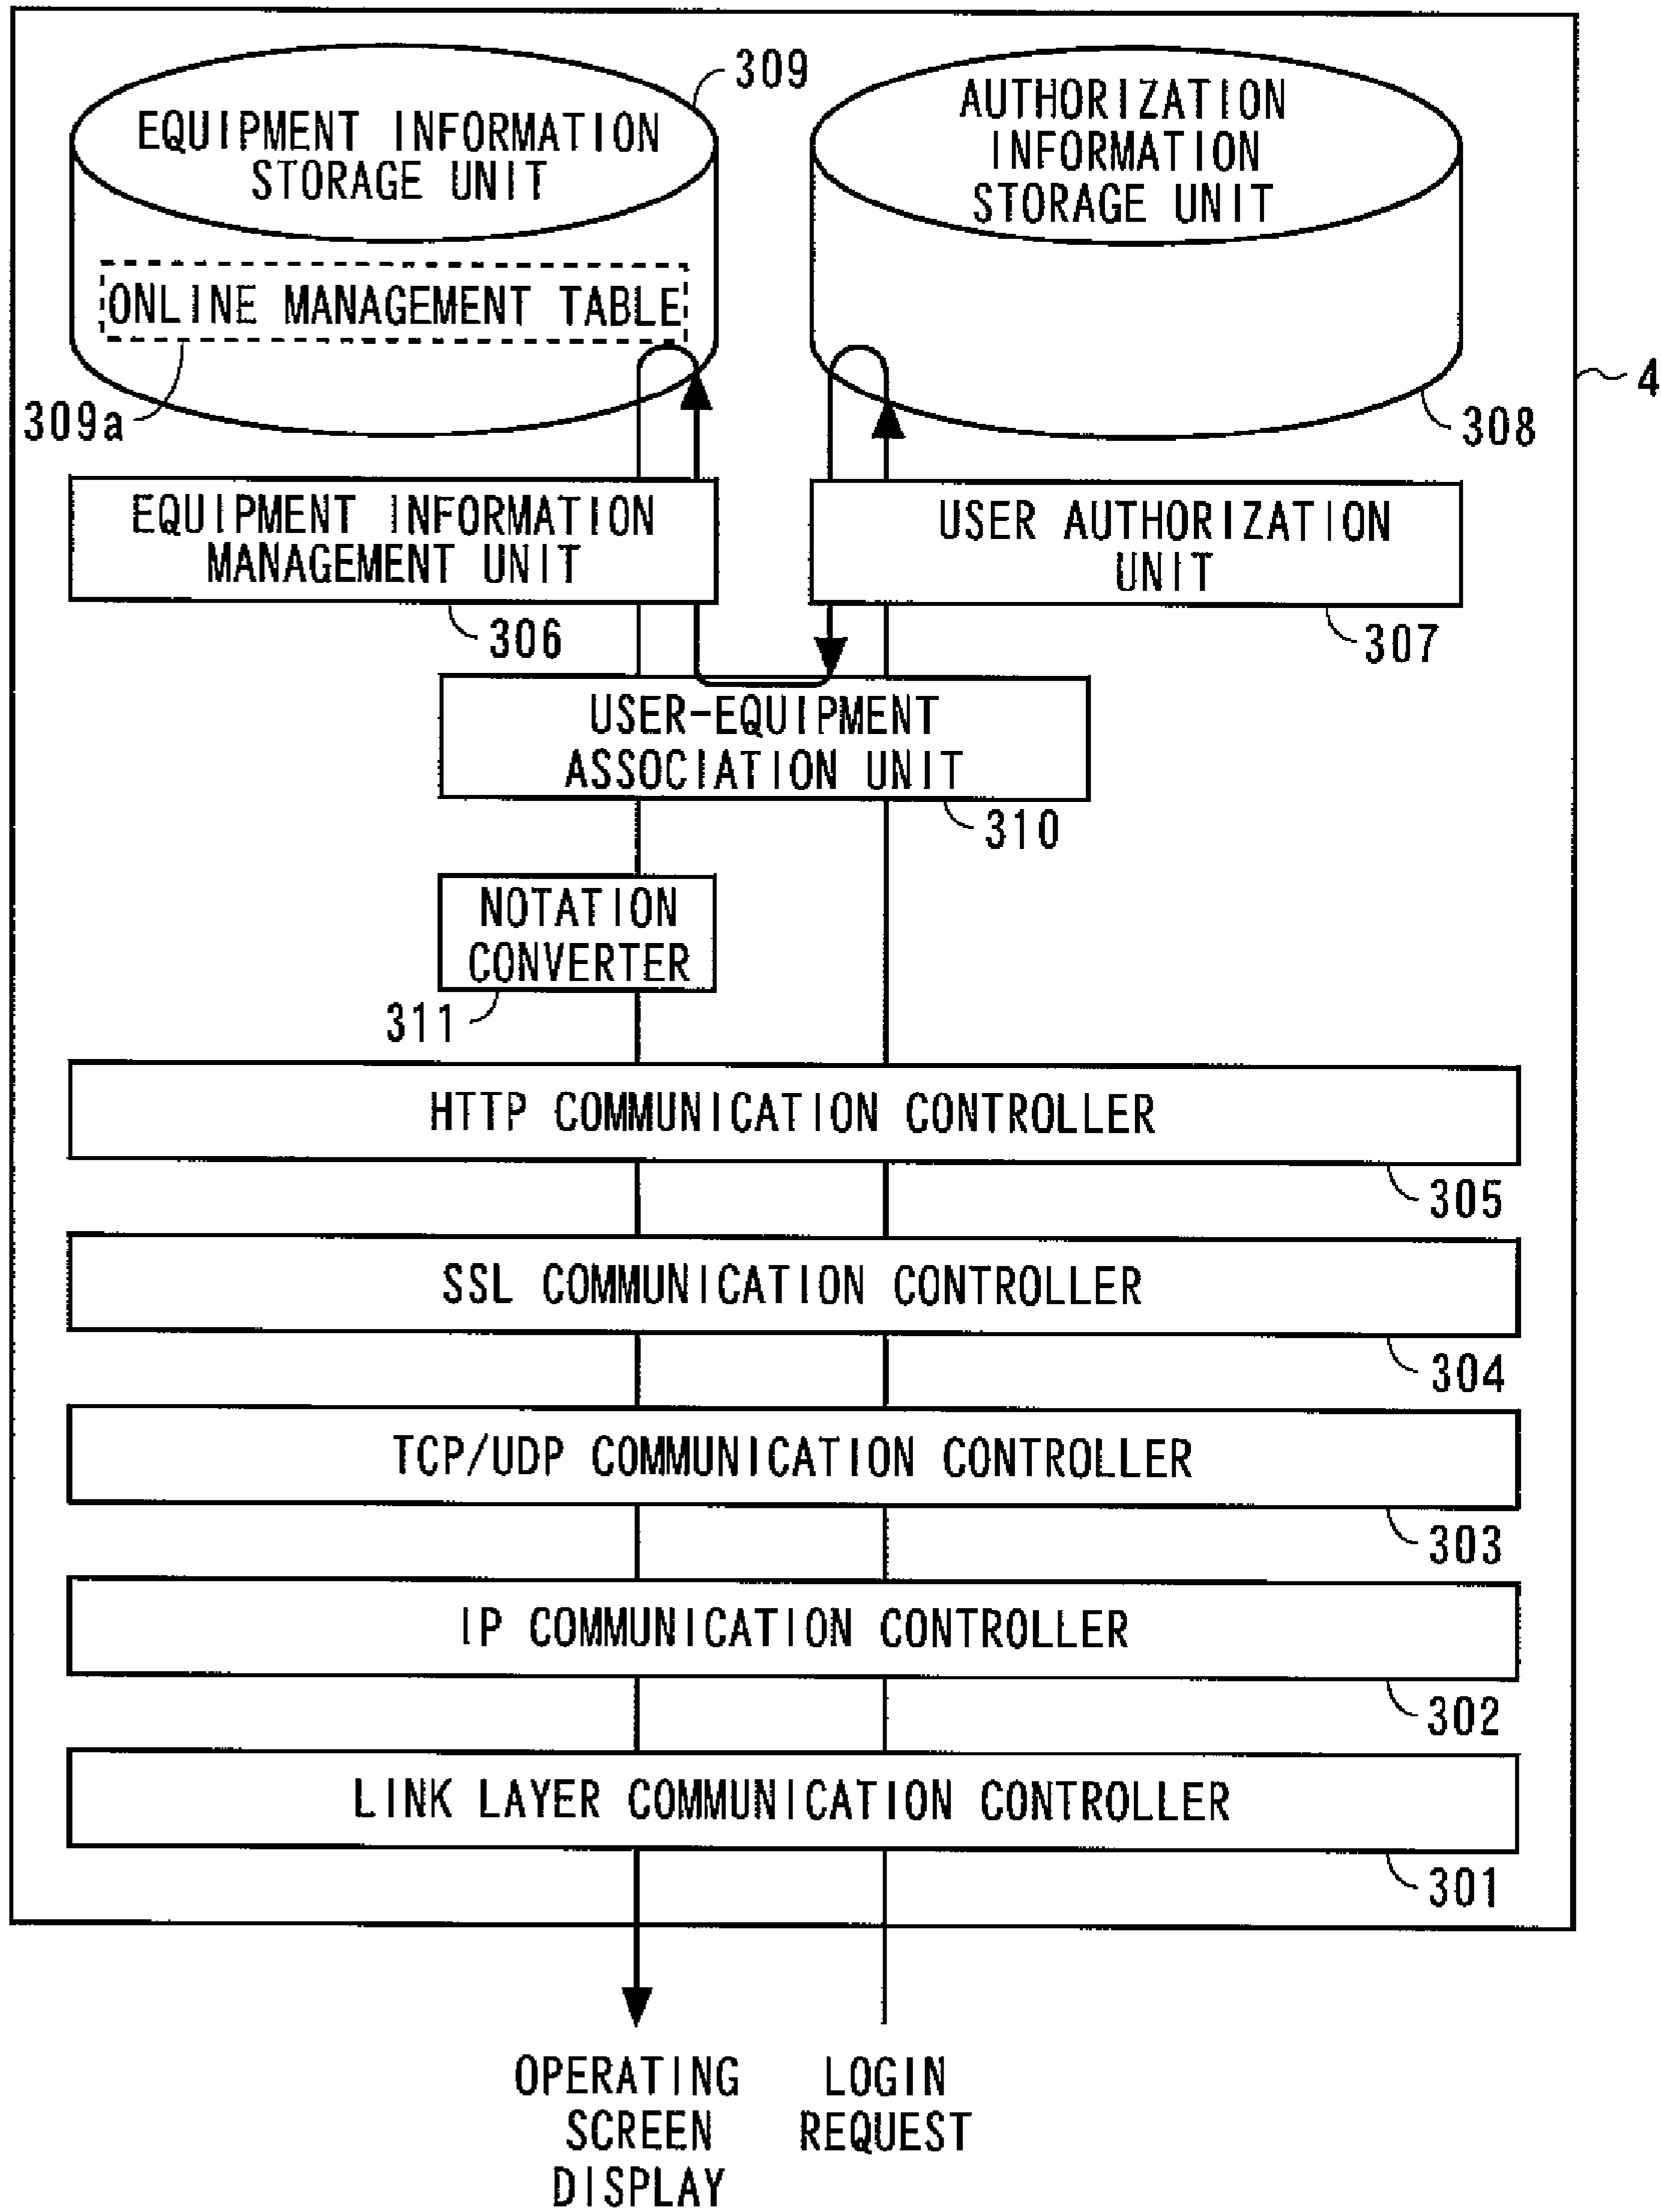 309
EQUIPMENT INFORMATION
STORAGE UNIT
AUTHORIZATION
INFORMATION
STORAGE UNIT
ONLINE MANAGEMENT TABLE
309a
308
4
EQUIPMENT INFORMATION
MANAGEMENT UNIT
306
USER AUTHORIZATION
UNIT
307
USER-EQUIPMENT
ASSOCIATION UNIT
310
NOTATION
CONVERTER
311
HTTP COMMUNICATION CONTROLLER
305
SSL COMMUNICATION CONTROLLER
304
TCP/UDP COMMUNICATION CONTROLLER
303
IP COMMUNICATION CONTROLLER
302
LINK LAYER COMMUNICATION CONTROLLER
301
OPERATING
SCREEN
DISPLAY
LOGIN
REQUEST